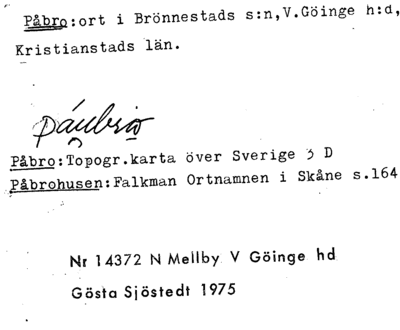 Påbro:ort i Brönnestads s:n,V.Göinge h:d,
Kristianstads län.
påubro
Påbro:Topogr.karta över Sverige 3 D
Påbrohusen:Falkman Ortnamnen i Skåne s.164
Nr 14372 N Mellby V Göinge hd
Gösta Sjöstedt 1975